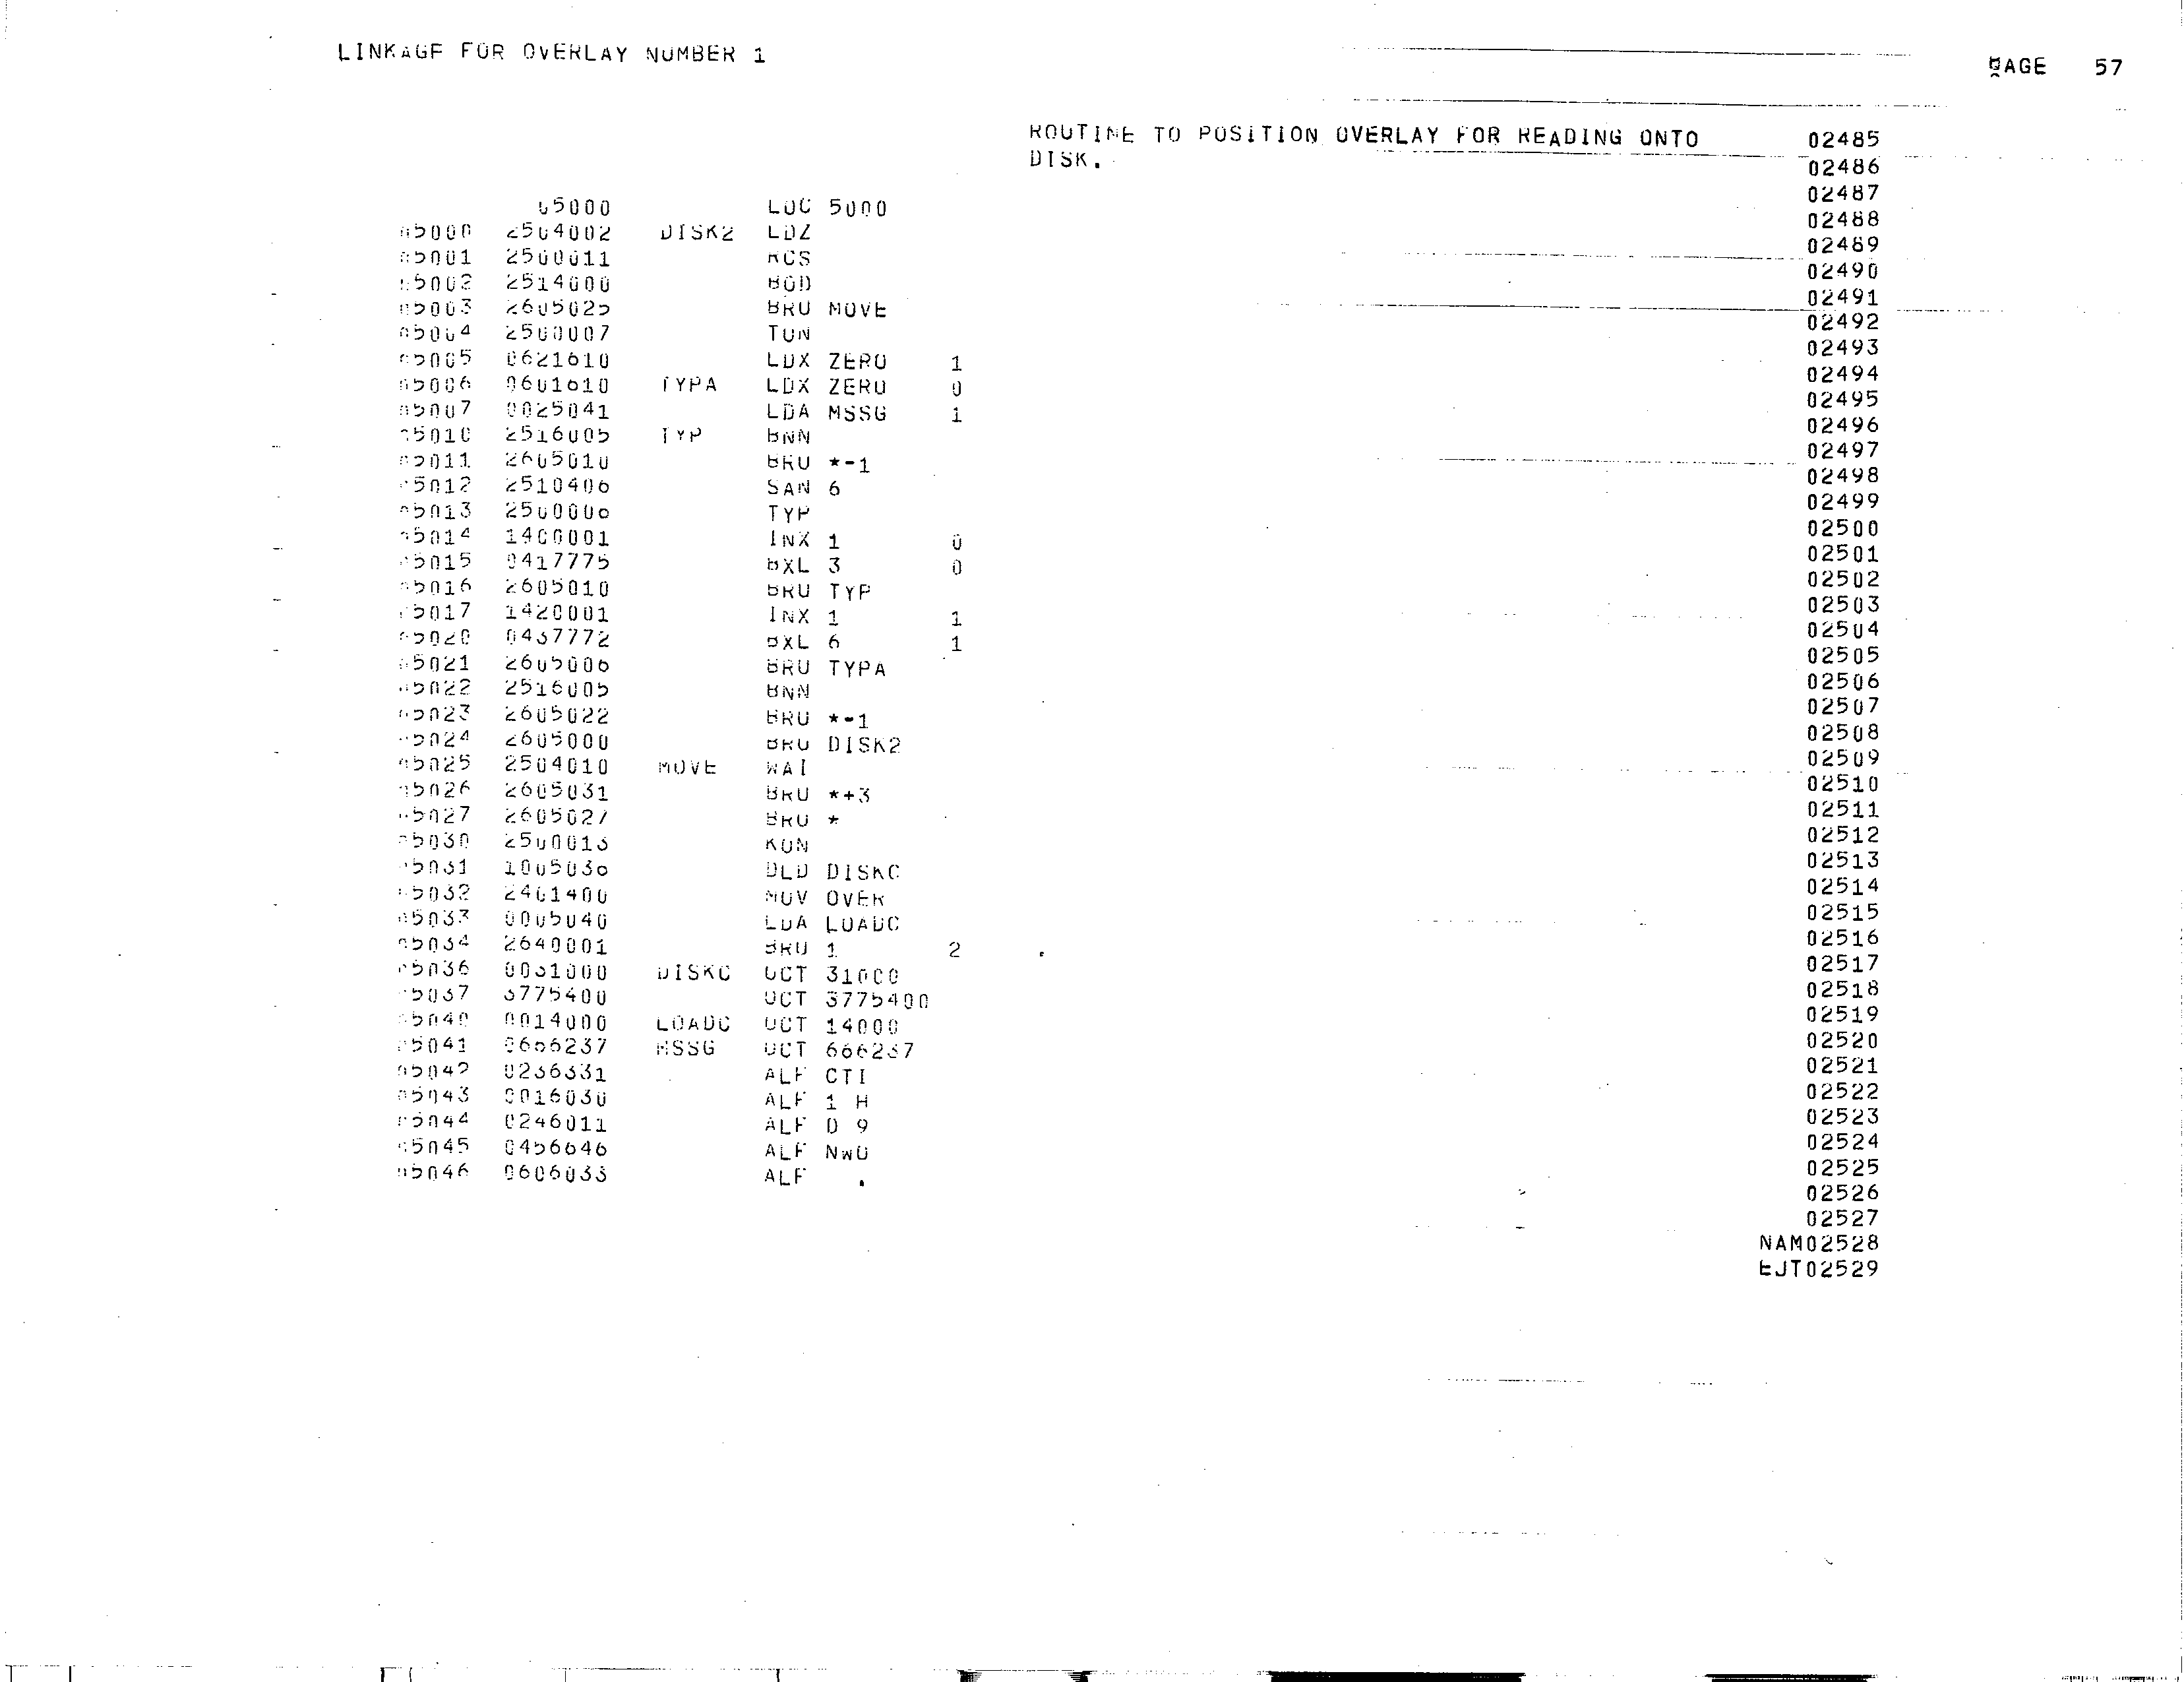 LINKAGE FOR OVERLAY NUMBER 1 PAGE 57
ROUTINE TO POSITION OVERLAY FOR READING ONTO 02485
DISK. 02486
02487
05000 LOC 5000 02488
05000 2504002 DISK2 LDZ 02489
05001 2500011 RCS 02490
05002 2514000 BOD 02491
05003 2605025 BRU MOVE 02492
05004 2500007 TON 02493
05005 0621610 LDX ZERO 1 02494
05006 0601610 TYPA LDX ZERO 0 02495
05007 0025041 LDA MSSG 1 02496
05010 2516005 TYP BNN 02497
05011 2605010 BRU *-1 02498
05012 2510406 SAN 6 02499
05013 2500006 TYP 02500
05014 1400001 INX 1 0 02501
05015 0417775 BXL 3 0 02502
05016 2605010 BRU TYP 02503
05017 1420001 INX 1 1 02504
05020 0437772 BXL 6 1 02505
05021 2605006 BRU TYPA 02506
05022 2516005 BNN 02507
05023 2605022 BRU *-1 02508
05024 2605000 BRU DISK2 02509
05025 2504010 MOVE XAI 02510
05026 2605031 BRU *+3 02511
05027 2605027 BRU * 02512
05030 2500013 KON 02513
05031 1005036 DLD DISKC 02514
05032 2401400 MOV OVER 02515
05033 0005040 LDA LOADC 02516
05034 2640001 BRU 1 2 02517
05036 0031000 DISKC OCT 31000 02518
05037 3775400 OCT 3775400 02519
05040 0014000 LOADC OCT 14000 02520
05041 0666237 MSSG OCT 666237 02521
05042 0236331 ALF CTI 02522
05043 0016030 ALF 1 H 02523
05044 0246011 ALF D 9 02524
05045 0456646 ALF NWO 02525
05046 0606033 ALF . 02526
02527
NAM02528
EJT02529